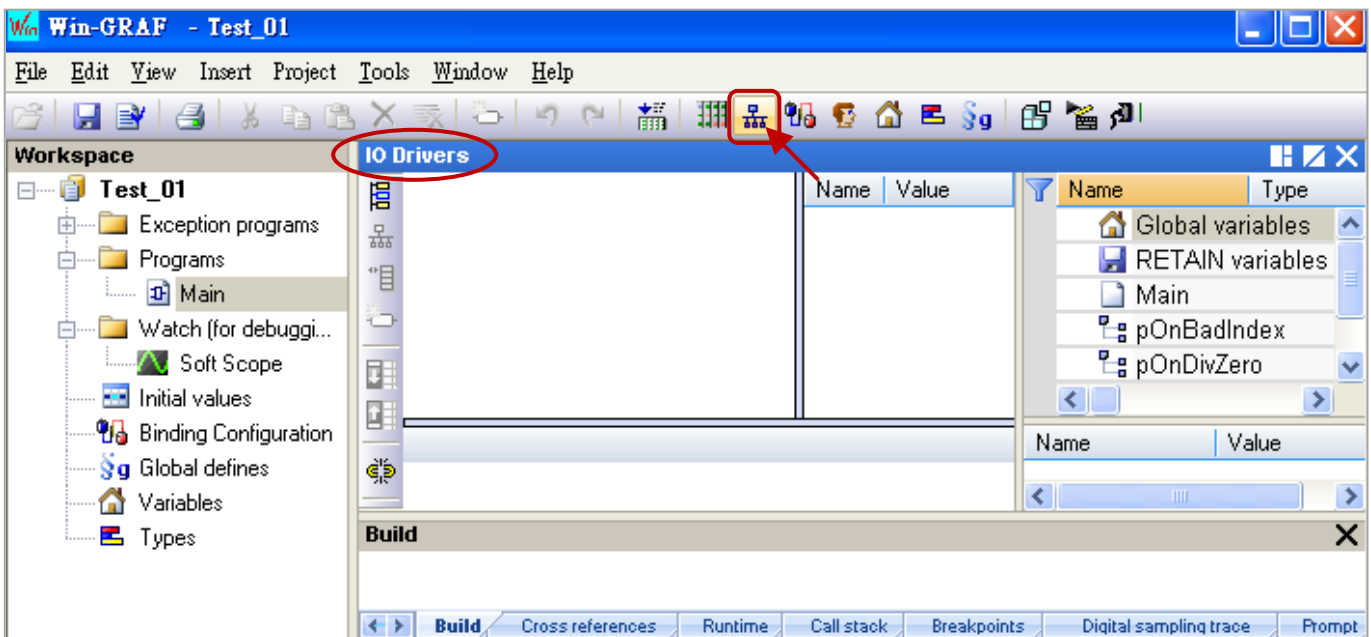 Win Win-GRAF - Test_01
File Edit View Insert Project Tools Window Help
Workspace
Test_01
Exception programs
Programs
Main
Watch (for debuggi...
Soft Scope
Initial values
Binding Configuration
§g Global defines
Variables
Types
IO Drivers
Name Value
Name Type
Global variables
RETAIN variables
Main
pOnBadIndex
pOnDivZero
Name Value
Build
Build Cross references Runtime Call stack Breakpoints Digital sampling trace Prompt